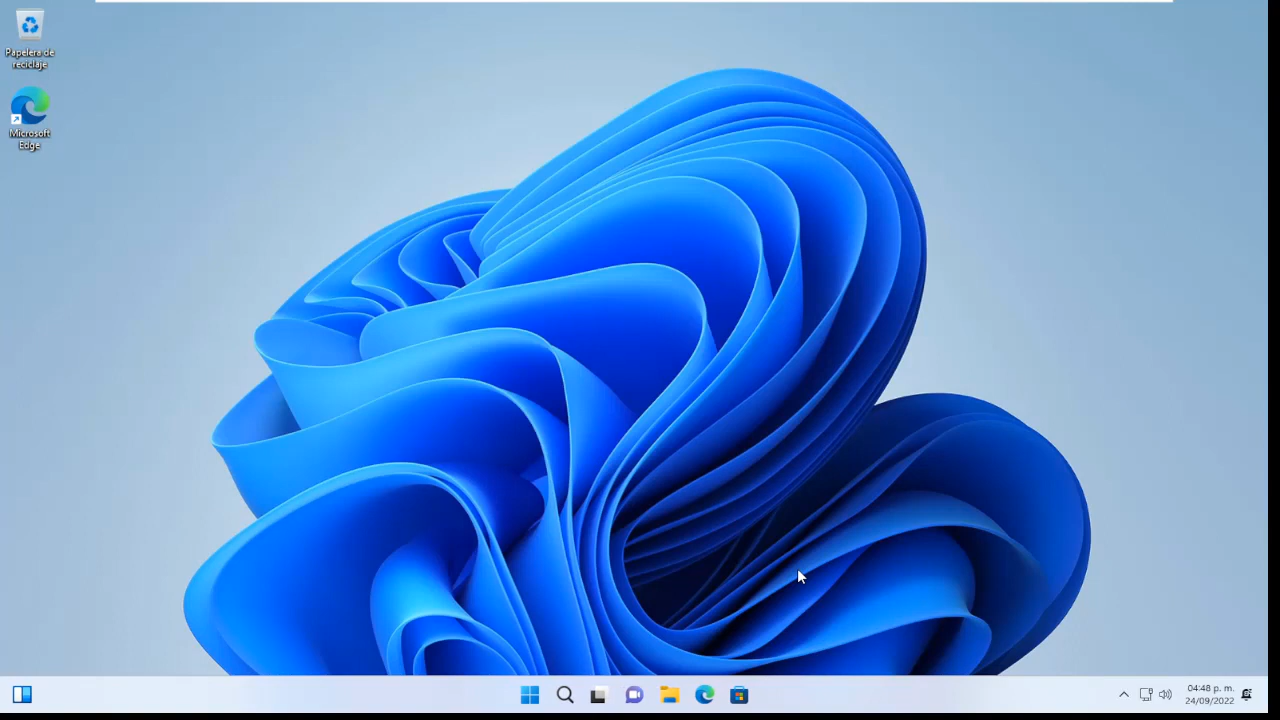 Papelera de
reciclaje
Microsoft
Edge
04:48 p. m.
24/09/2022